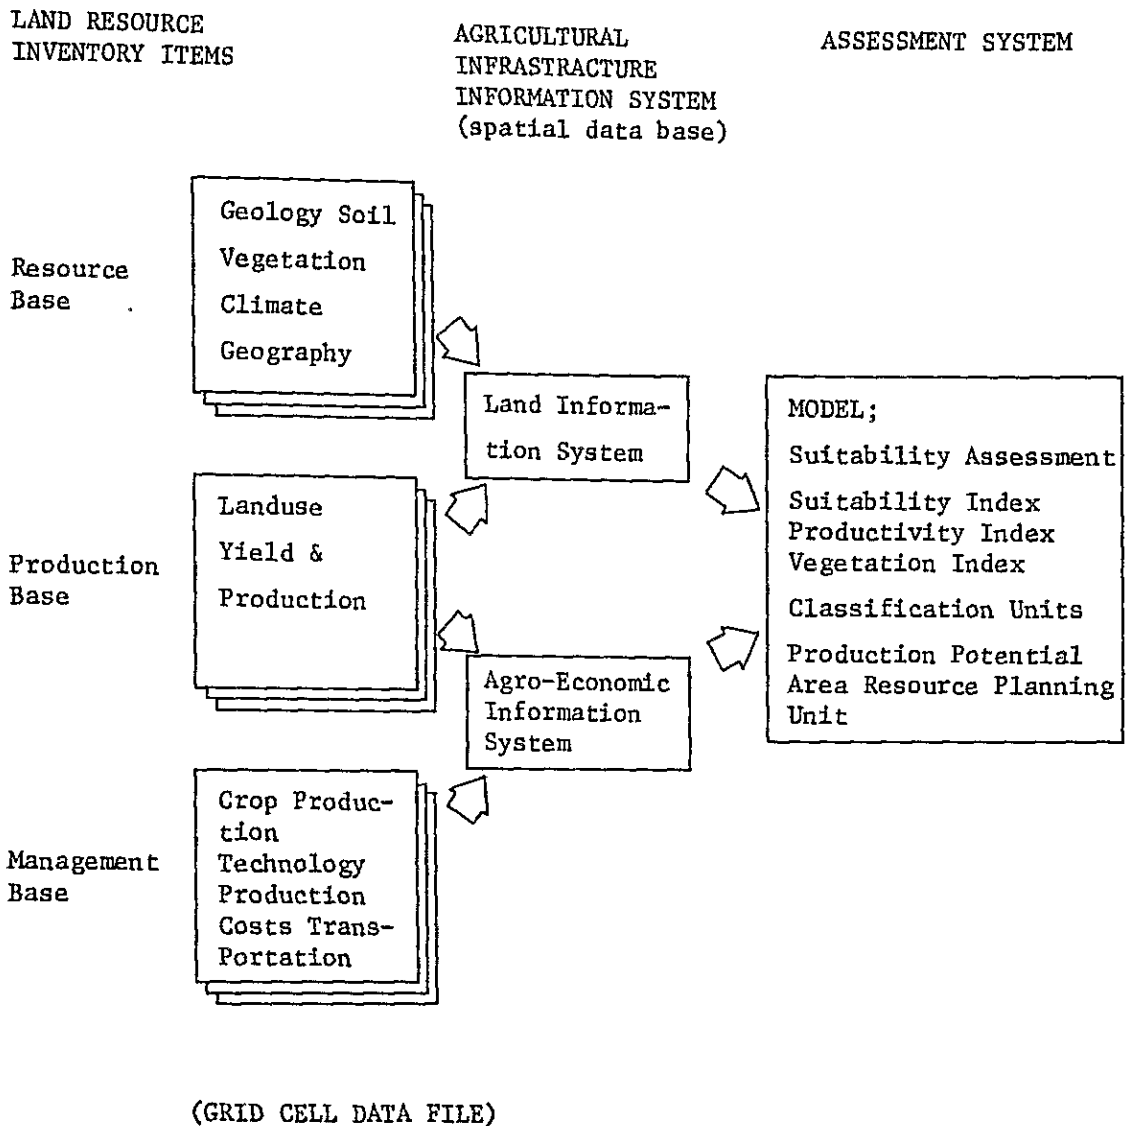 LAND RESOURCE
INVENTORY ITEMS
AGRICULTURAL
INFRASTRACTURE
INFORMATION SYSTEM
(spatial data base)
ASSESSMENT SYSTEM
Resource
Base
Geology Soil
Vegetation
Climate
Geography
Land Informa-
tion System
Production
Base
Landuse
Yield &
Production
Agro-Economic
Information
System
Management
Base
Crop Produc-
tion
Technology
Production
Costs Trans-
Portation
MODEL;
Suitability Assessment
Suitability Index
Productivity Index
Vegetation Index
Classification Units
Production Potential
Area Resource Planning
Unit
(GRID CELL DATA FILE)